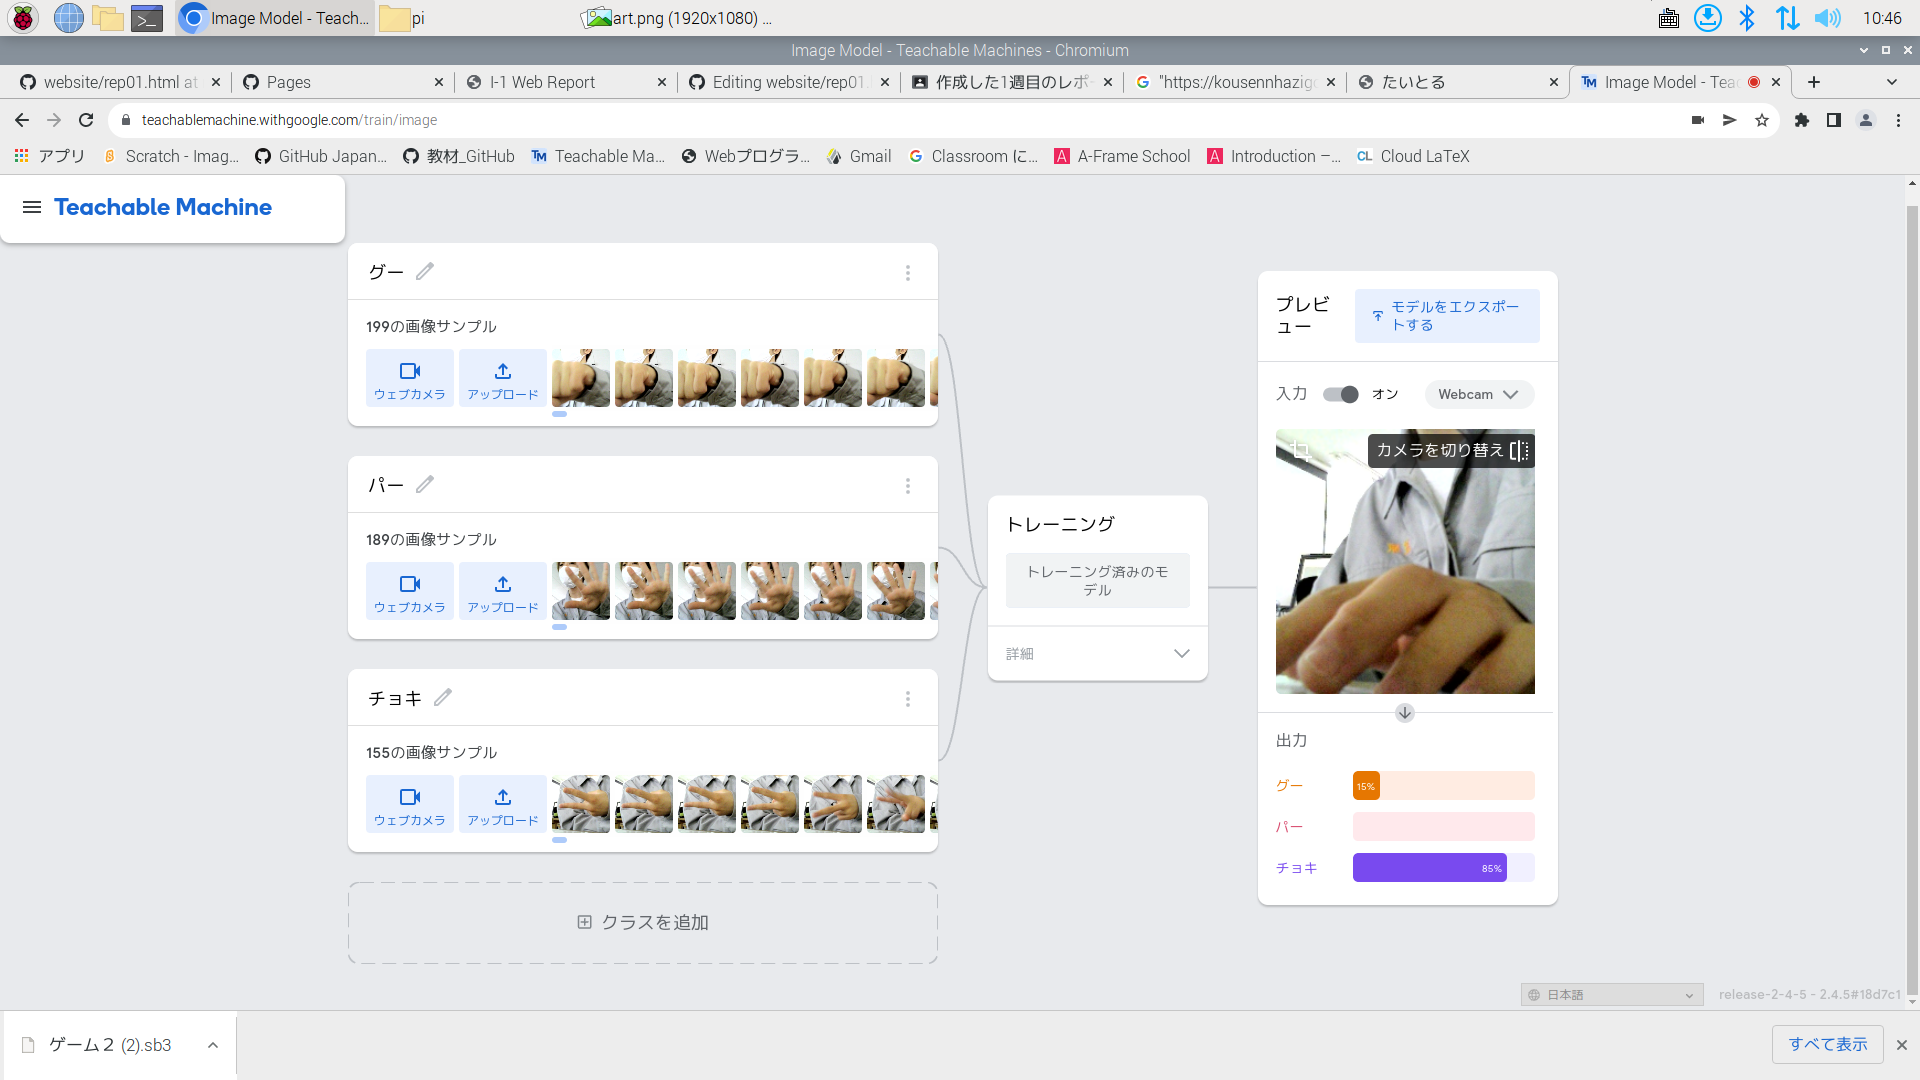 Image Model - Teach...
pi
art.png (1920x1080) ...
10:46
Image Model - Teachable Machines - Chromium
website/rep01.html at
Pages
I-1 Web Report
Editing website/rep01.
作成した1週目のレポー
"https://kousennhazigo
たいとる
Image Model - Teac
teachablemachine.withgoogle.com/train/image
アプリ
Scratch - Imag...
GitHub Japan...
教材_GitHub
Teachable Ma...
Webプログラ...
Gmail
Classroom に...
A-Frame School
Introduction –...
Cloud LaTeX
Teachable Machine
グー
199の画像サンプル
ウェブカメラ
アップロード
パー
189の画像サンプル
ウェブカメラ
アップロード
チョキ
155の画像サンプル
ウェブカメラ
アップロード
クラスを追加
トレーニング
トレーニング済みのモ
デル
詳細
プレビ
ュー
モデルをエクスポー
トする
入力
オン
Webcam
カメラを切り替え
出力
グー
15%
パー
チョキ
85%
日本語
release-2-4-5 - 2.4.5#18d7c1
ゲーム２ (2).sb3
すべて表示